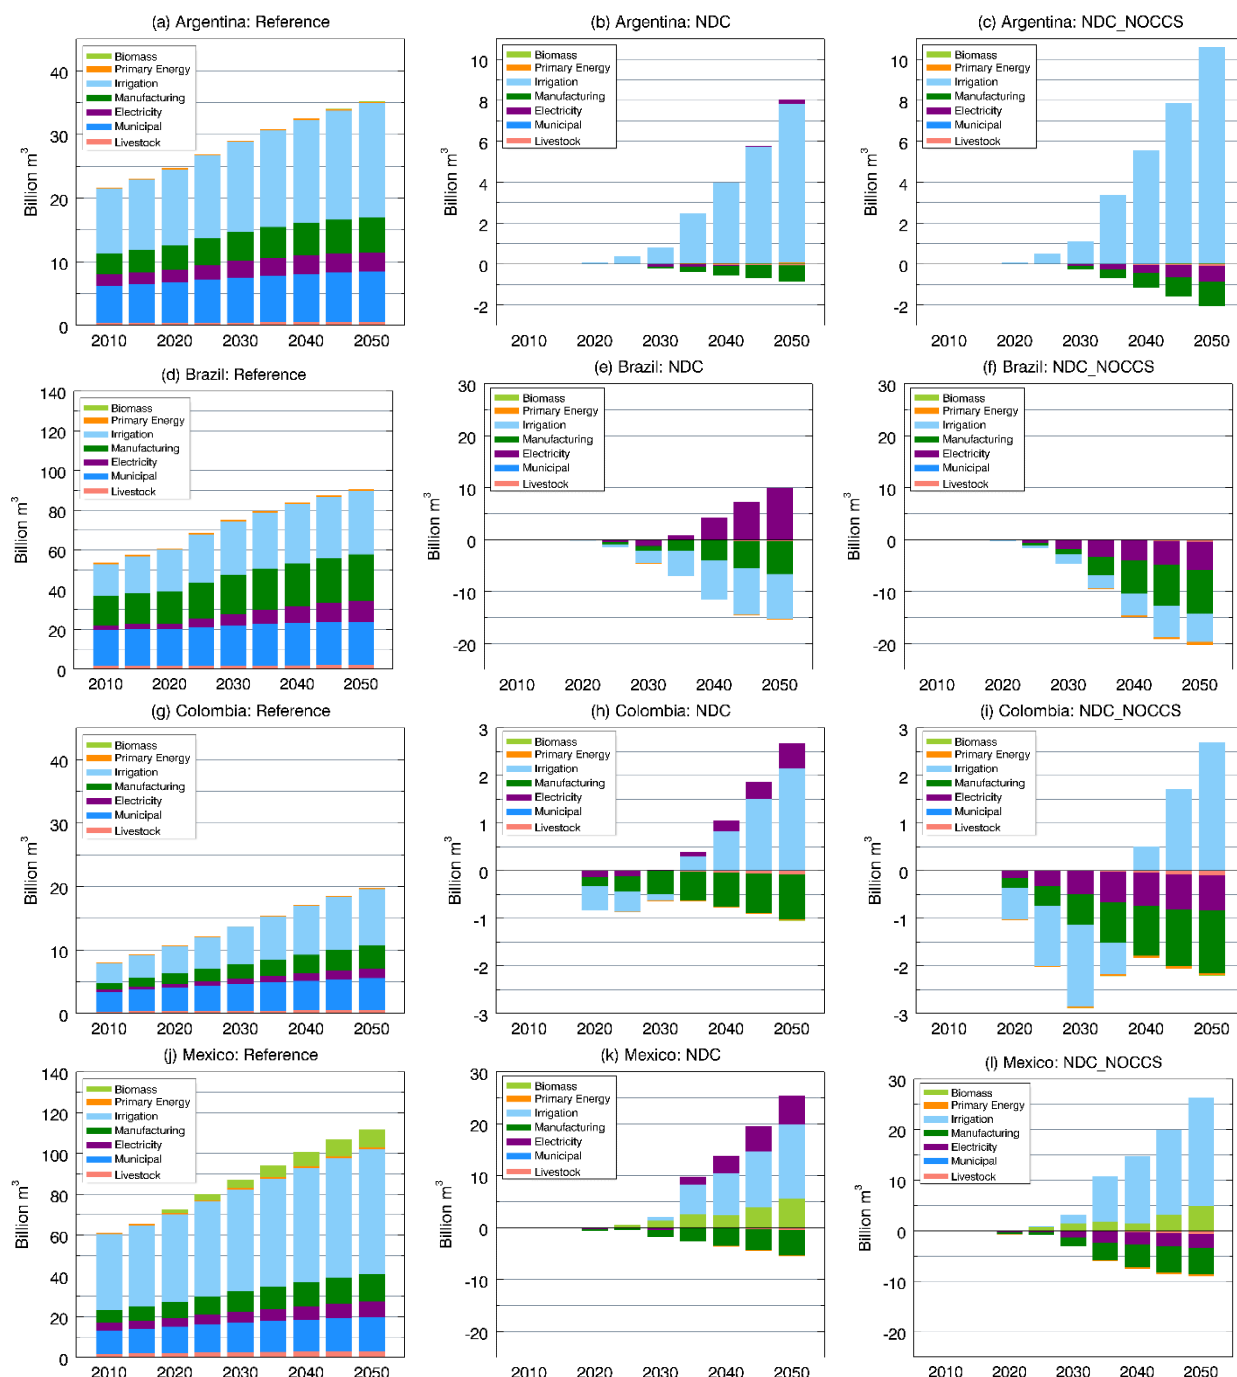 (a) Argentina: Reference
(b) Argentina: NDC
(c) Argentina: NDC_NOCCS
Billion m³
40
30
20
10
0
Biomass
Primary Energy
Irrigation
Manufacturing
Electricity
Municipal
Livestock
2010 2020 2030 2040 2050
Billion m³
10
8
6
4
2
0
-2
Biomass
Primary Energy
Irrigation
Manufacturing
Electricity
Municipal
Livestock
2010 2020 2030 2040 2050
Billion m³
10
8
6
4
2
0
-2
Biomass
Primary Energy
Irrigation
Manufacturing
Electricity
Municipal
Livestock
2010 2020 2030 2040 2050
(d) Brazil: Reference
(e) Brazil: NDC
(f) Brazil: NDC_NOCCS
Billion m³
140
120
100
80
60
40
20
0
Biomass
Primary Energy
Irrigation
Manufacturing
Electricity
Municipal
Livestock
2010 2020 2030 2040 2050
Billion m³
30
20
10
0
-10
-20
Biomass
Primary Energy
Irrigation
Manufacturing
Electricity
Municipal
Livestock
2010 2020 2030 2040 2050
Billion m³
30
20
10
0
-10
-20
Biomass
Primary Energy
Irrigation
Manufacturing
Electricity
Municipal
Livestock
2010 2020 2030 2040 2050
(g) Colombia: Reference
(h) Colombia: NDC
(i) Colombia: NDC_NOCCS
Billion m³
40
30
20
10
0
Biomass
Primary Energy
Irrigation
Manufacturing
Electricity
Municipal
Livestock
2010 2020 2030 2040 2050
Billion m³
3
2
2
1
1
0
-1
-1
-2
-2
-3
Biomass
Primary Energy
Irrigation
Manufacturing
Electricity
Municipal
Livestock
2010 2020 2030 2040 2050
Billion m³
3
2
2
1
1
0
-1
-1
-2
-2
-3
Biomass
Primary Energy
Irrigation
Manufacturing
Electricity
Municipal
Livestock
2010 2020 2030 2040 2050
(j) Mexico: Reference
(k) Mexico: NDC
(l) Mexico: NDC_NOCCS
Billion m³
140
120
100
80
60
40
20
0
Biomass
Primary Energy
Irrigation
Manufacturing
Electricity
Municipal
Livestock
2010 2020 2030 2040 2050
Billion m³
30
20
10
0
-10
-20
Biomass
Primary Energy
Irrigation
Manufacturing
Electricity
Municipal
Livestock
2010 2020 2030 2040 2050
Billion m³
30
20
10
0
-10
-20
Biomass
Primary Energy
Irrigation
Manufacturing
Electricity
Municipal
Livestock
2010 2020 2030 2040 2050